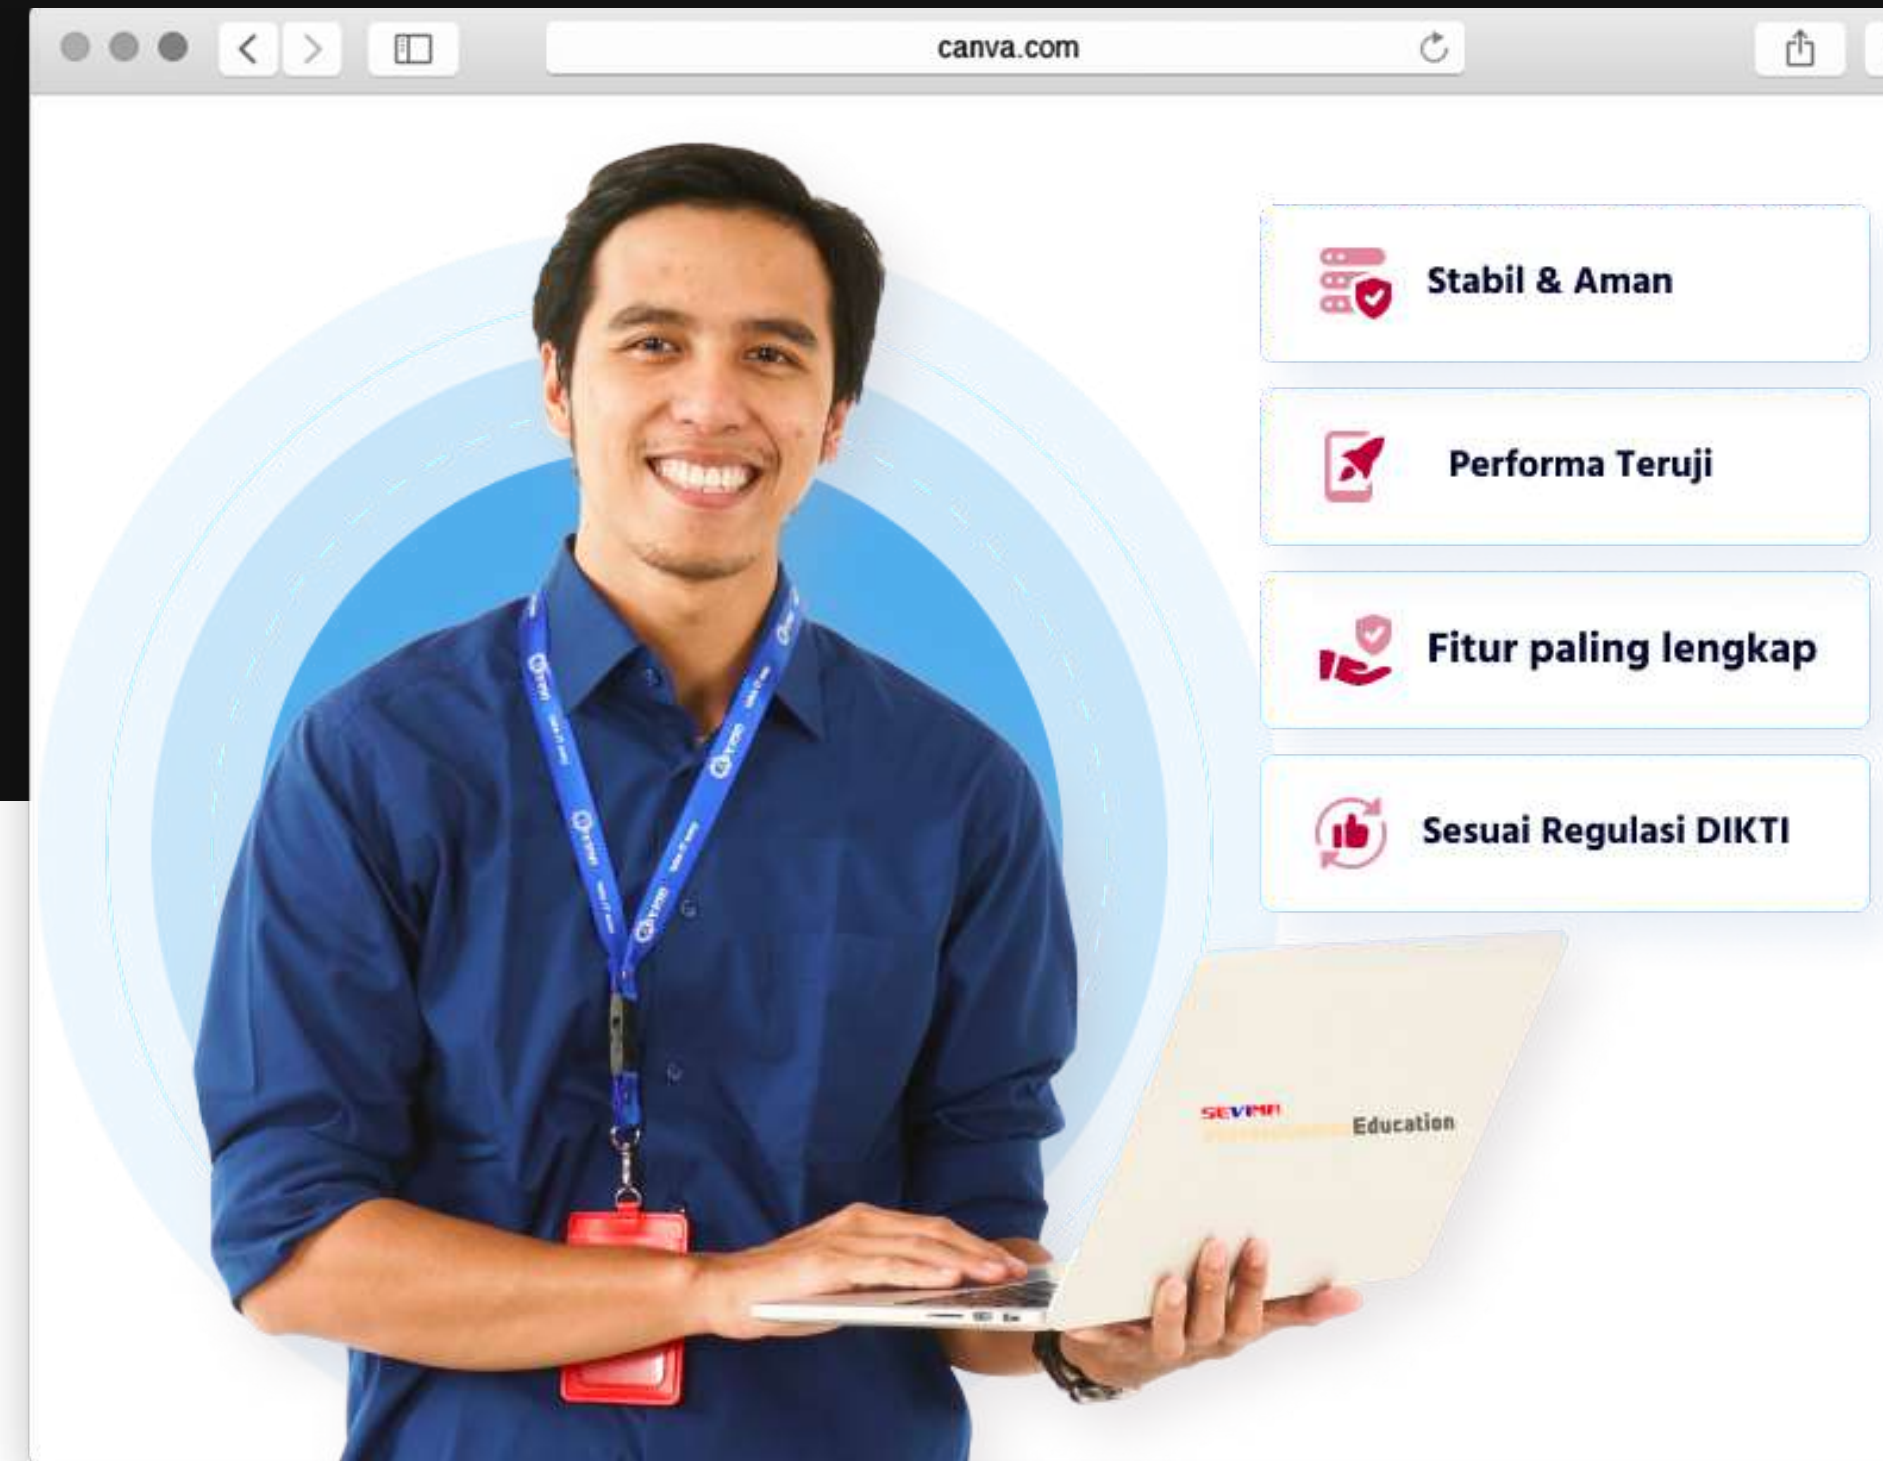 canva.com
Stabil & Aman
Performa Teruji
Fitur paling lengkap
Sesuai Regulasi DIKTI
SEVIMA
Education